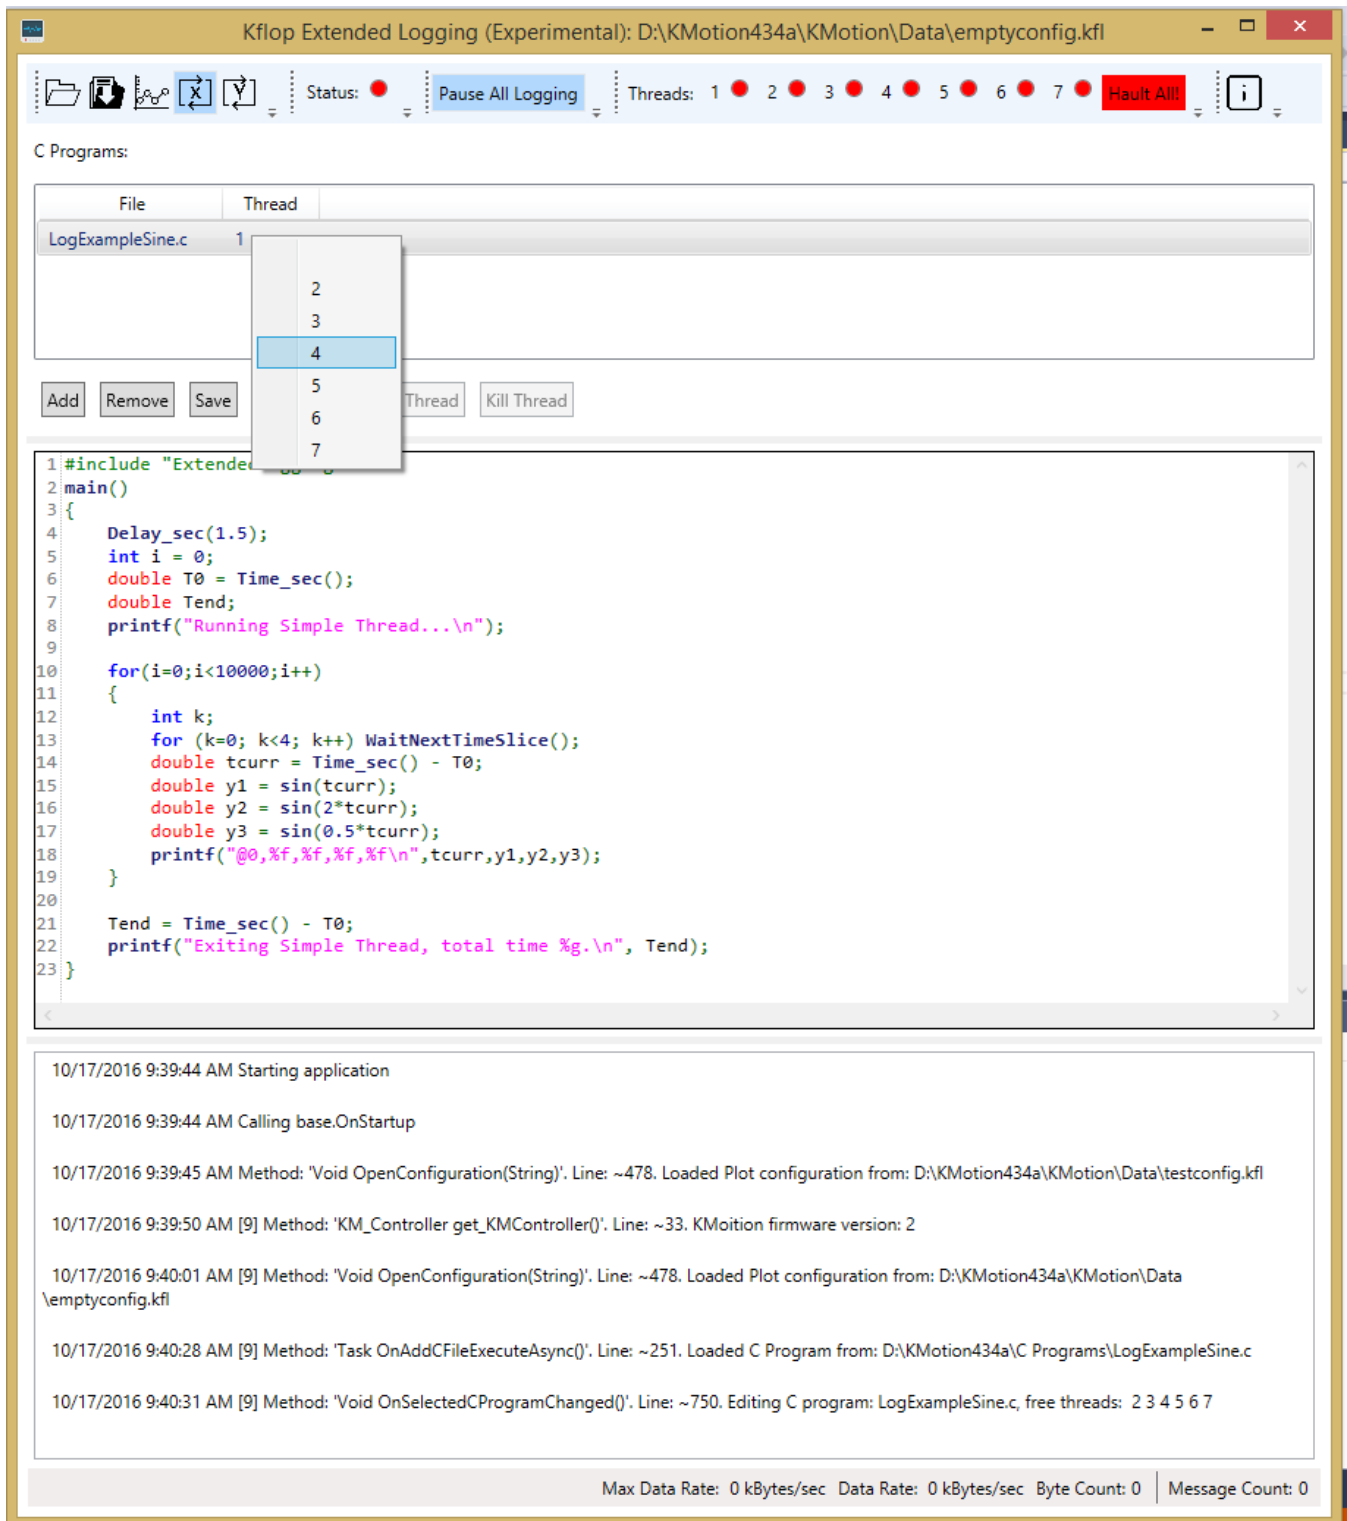 Kflop Extended Logging (Experimental): D:\KMotion434a\KMotion\Data\emptyconfig.kfl
X Y Status: Pause All Logging Threads: 1 2 3 4 5 6 7 Hault All! i
C Programs:
File Thread
LogExampleSine.c 1
2
3
4
5
6
7
Add Remove Save Thread Kill Thread
1 #include "Extended
2 main()
3 {
4 Delay_sec(1.5);
5 int i = 0;
6 double T0 = Time_sec();
7 double Tend;
8 printf("Running Simple Thread...\n");
9
10 for(i=0;i<10000;i++)
11 {
12 int k;
13 for (k=0; k<4; k++) WaitNextTimeSlice();
14 double tcurr = Time_sec() - T0;
15 double y1 = sin(tcurr);
16 double y2 = sin(2*tcurr);
17 double y3 = sin(0.5*tcurr);
18 printf("@0,%f,%f,%f,%f\n",tcurr,y1,y2,y3);
19 }
20
21 Tend = Time_sec() - T0;
22 printf("Exiting Simple Thread, total time %g.\n", Tend);
23 }
10/17/2016 9:39:44 AM Starting application
10/17/2016 9:39:44 AM Calling base.OnStartup
10/17/2016 9:39:45 AM Method: 'Void OpenConfiguration(String)'. Line: ~478. Loaded Plot configuration from: D:\KMotion434a\KMotion\Data\testconfig.kfl
10/17/2016 9:39:50 AM [9] Method: 'KM_Controller get_KMController()'. Line: ~33. KMoition firmware version: 2
10/17/2016 9:40:01 AM [9] Method: 'Void OpenConfiguration(String)'. Line: ~478. Loaded Plot configuration from: D:\KMotion434a\KMotion\Data
\emptyconfig.kfl
10/17/2016 9:40:28 AM [9] Method: 'Task OnAddCFileExecuteAsync()'. Line: ~251. Loaded C Program from: D:\KMotion434a\C Programs\LogExampleSine.c
10/17/2016 9:40:31 AM [9] Method: 'Void OnSelectedCProgramChanged()'. Line: ~750. Editing C program: LogExampleSine.c, free threads: 2 3 4 5 6 7
Max Data Rate: 0 kBytes/sec Data Rate: 0 kBytes/sec Byte Count: 0 Message Count: 0